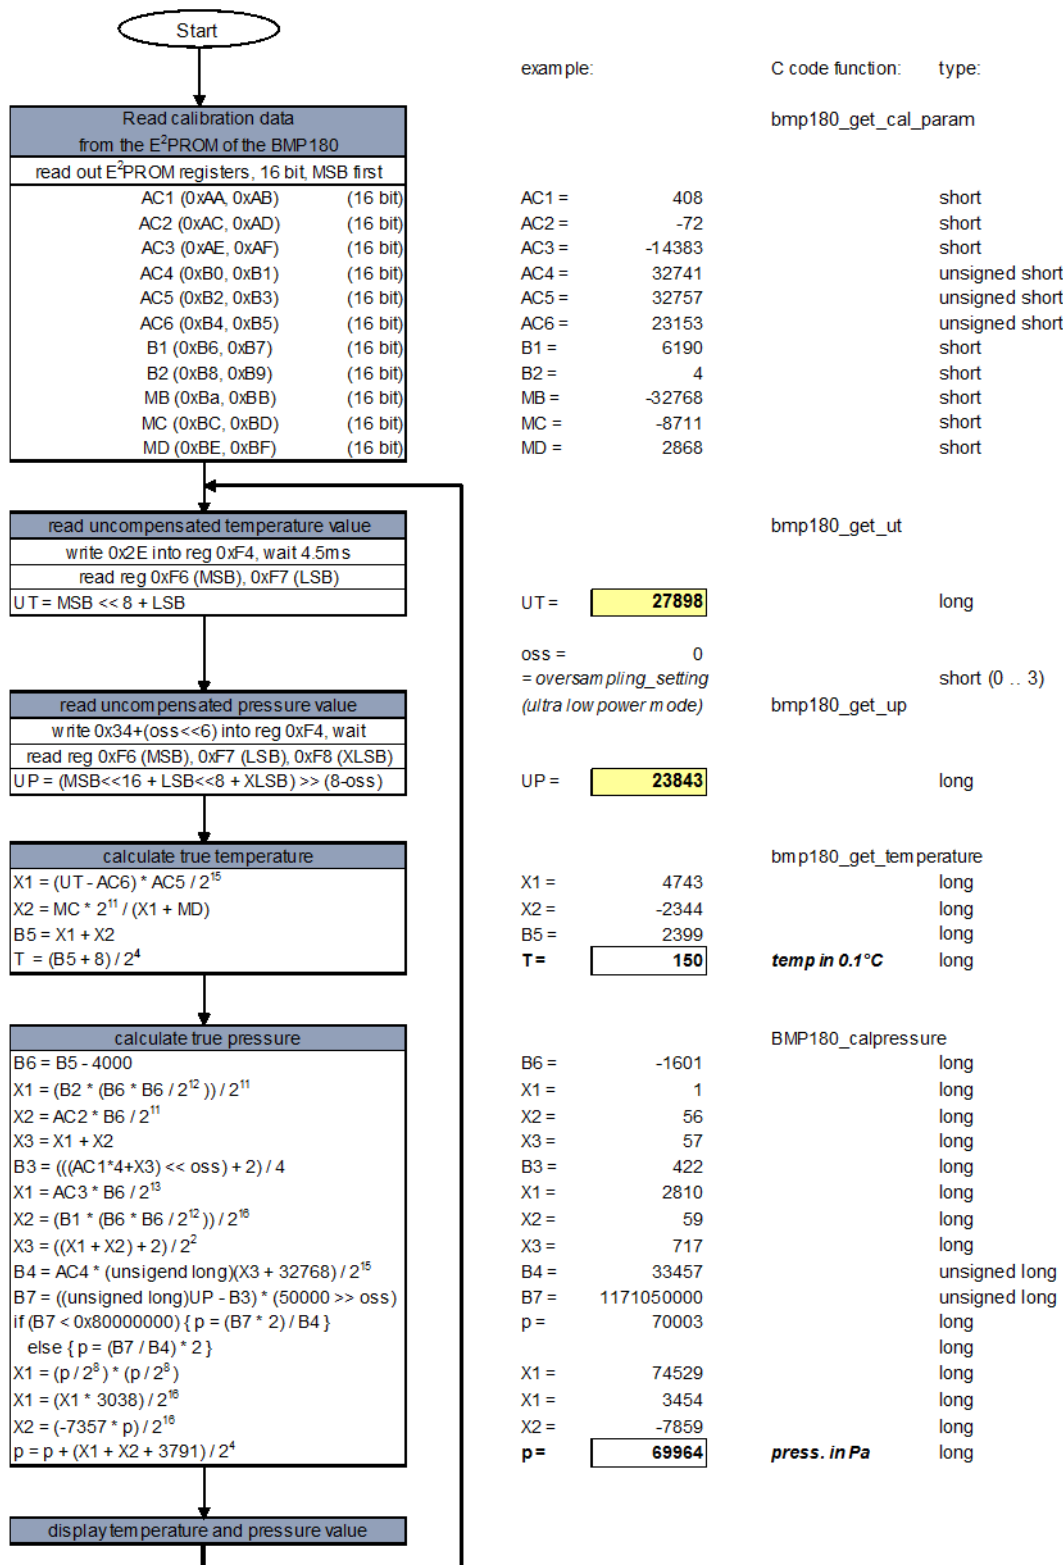 Start
example: C code function: type:
Read calibration data bmp180_get_cal_param
from the E²PROM of the BMP180
read out E²PROM registers, 16 bit, MSB first
AC1 (0xAA, 0xAB) (16 bit) AC1 = 408 short
AC2 (0xAC, 0xAD) (16 bit) AC2 = -72 short
AC3 (0xAE, 0xAF) (16 bit) AC3 = -14383 short
AC4 (0xB0, 0xB1) (16 bit) AC4 = 32741 unsigned short
AC5 (0xB2, 0xB3) (16 bit) AC5 = 32757 unsigned short
AC6 (0xB4, 0xB5) (16 bit) AC6 = 23153 unsigned short
B1 (0xB6, 0xB7) (16 bit) B1 = 6190 short
B2 (0xB8, 0xB9) (16 bit) B2 = 4 short
MB (0xBa, 0xBB) (16 bit) MB = -32768 short
MC (0xBC, 0xBD) (16 bit) MC = -8711 short
MD (0xBE, 0xBF) (16 bit) MD = 2868 short
read uncompensated temperature value bmp180_get_ut
write 0x2E into reg 0xF4, wait 4.5ms
read reg 0xF6 (MSB), 0xF7 (LSB)
UT = MSB << 8 + LSB UT = 27898 long
oss = 0
= oversampling_setting short (0 .. 3)
read uncompensated pressure value (ultra low power mode) bmp180_get_up
write 0x34+(oss<<6) into reg 0xF4, wait
read reg 0xF6 (MSB), 0xF7 (LSB), 0xF8 (XLSB)
UP = (MSB<<16 + LSB<<8 + XLSB) >> (8-oss) UP = 23843 long
calculate true temperature bmp180_get_temperature
X1 = (UT - AC6) * AC5 / 2¹⁵ X1 = 4743 long
X2 = MC * 2¹¹ / (X1 + MD) X2 = -2344 long
B5 = X1 + X2 B5 = 2399 long
T = (B5 + 8) / 2⁴ T = 150 temp in 0.1°C long
calculate true pressure BMP180_calpressure
B6 = B5 - 4000 B6 = -1601 long
X1 = (B2 * (B6 * B6 / 2¹² )) / 2¹¹ X1 = 1 long
X2 = AC2 * B6 / 2¹¹ X2 = 56 long
X3 = X1 + X2 X3 = 57 long
B3 = (((AC1*4+X3) << oss) + 2) / 4 B3 = 422 long
X1 = AC3 * B6 / 2¹³ X1 = 2810 long
X2 = (B1 * (B6 * B6 / 2¹² )) / 2¹⁶ X2 = 59 long
X3 = ((X1 + X2) + 2) / 2² X3 = 717 long
B4 = AC4 * (unsigend long)(X3 + 32768) / 2¹⁵ B4 = 33457 unsigned long
B7 = ((unsigned long)UP - B3) * (50000 >> oss) B7 = 1171050000 unsigned long
if (B7 < 0x80000000) { p = (B7 * 2) / B4 } p = 70003 long
else { p = (B7 / B4) * 2 } long
X1 = (p / 2⁸) * (p / 2⁸) X1 = 74529 long
X1 = (X1 * 3038) / 2¹⁶ X1 = 3454 long
X2 = (-7357 * p) / 2¹⁶ X2 = -7859 long
p = p + (X1 + X2 + 3791) / 2⁴ p = 69964 press. in Pa long
display temperature and pressure value